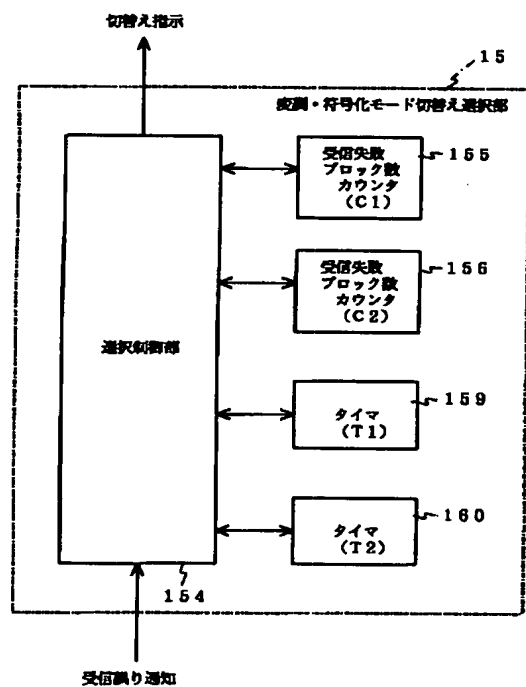 切替え指示
15
変調・符号化モード切替え選択部
受信失敗
ブロック数
カウンタ
(C1)
155
受信失敗
ブロック数
カウンタ
(C2)
156
選択制御部
タイマ
(T1)
159
タイマ
(T2)
160
154
受信誤り通知